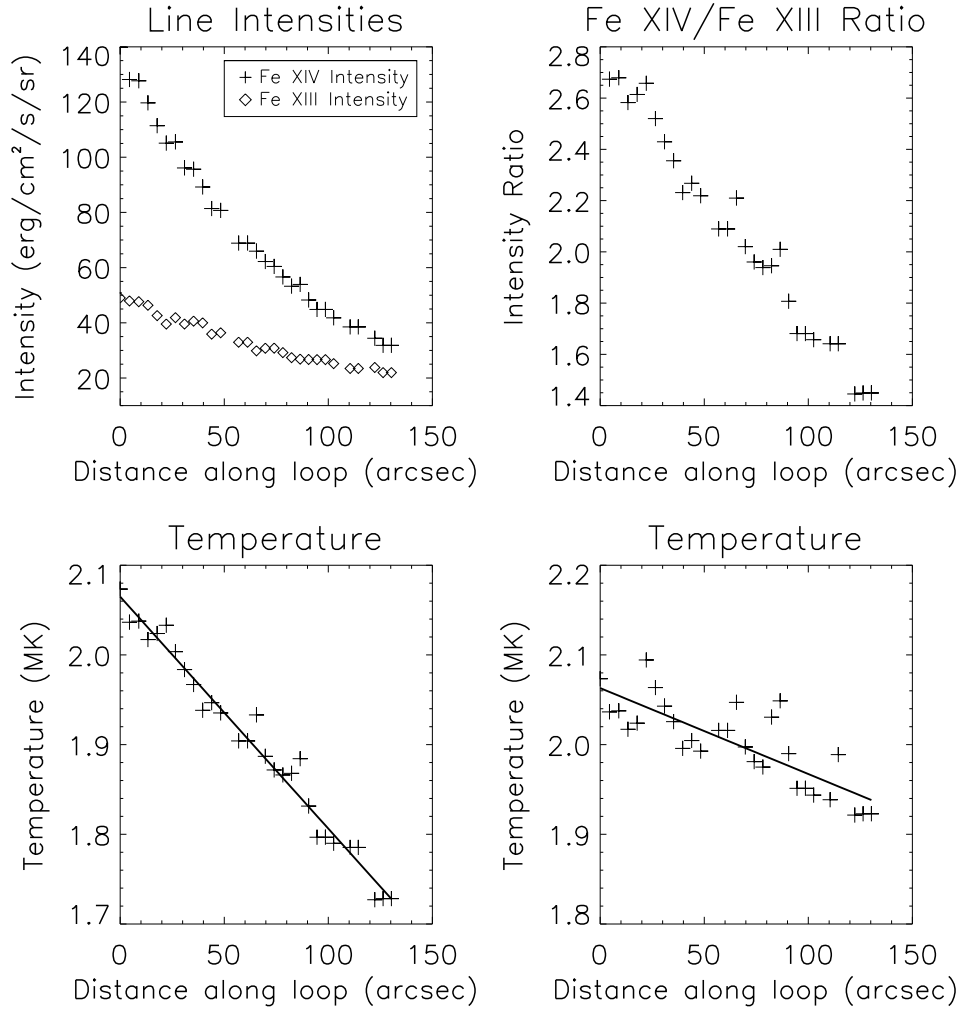 Line Intensities
140
120
100
80
60
40
20
Intensity (erg/cm²/s/sr)
+ Fe XIV Intensity
◇ Fe XIII Intensity
0 50 100 150
Distance along loop (arcsec)
Fe XIV/Fe XIII Ratio
2.8
2.6
2.4
2.2
2.0
1.8
1.6
1.4
Intensity Ratio
0 50 100 150
Distance along loop (arcsec)
Temperature
2.1
2.0
1.9
1.8
1.7
Temperature (MK)
0 50 100 150
Distance along loop (arcsec)
Temperature
2.2
2.1
2.0
1.9
1.8
Temperature (MK)
0 50 100 150
Distance along loop (arcsec)